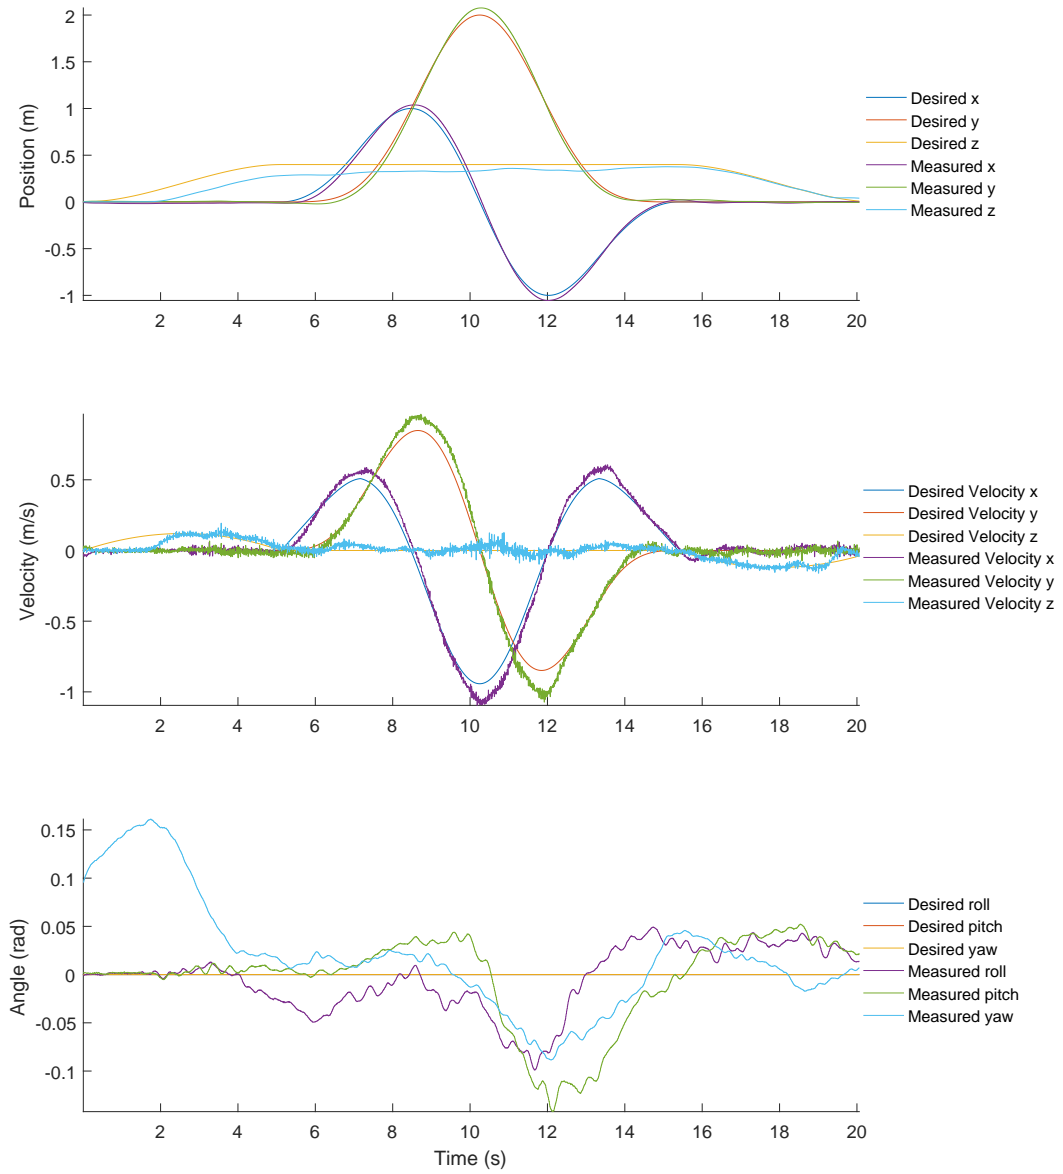 2
1.5
1
0.5
0
-0.5
-1
Position (m)
2 4 6 8 10 12 14 16 18 20
Desired x
Desired y
Desired z
Measured x
Measured y
Measured z
0.5
0
-0.5
-1
Velocity (m/s)
2 4 6 8 10 12 14 16 18 20
Desired Velocity x
Desired Velocity y
Desired Velocity z
Measured Velocity x
Measured Velocity y
Measured Velocity z
0.15
0.1
0.05
0
-0.05
-0.1
Angle (rad)
2 4 6 8 10 12 14 16 18 20
Time (s)
Desired roll
Desired pitch
Desired yaw
Measured roll
Measured pitch
Measured yaw